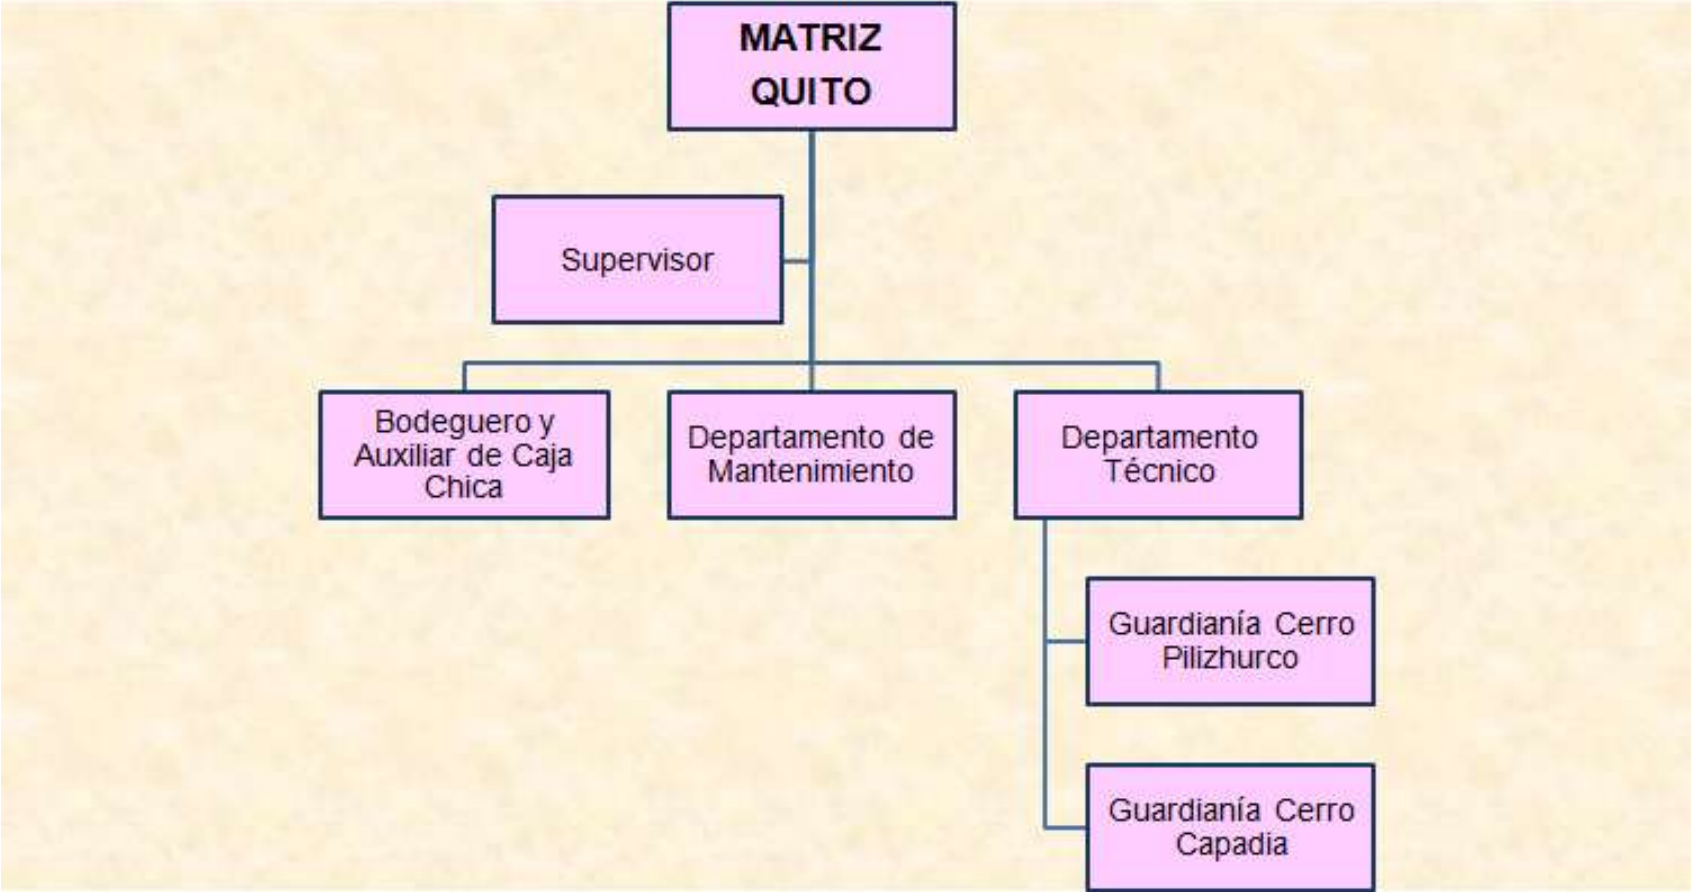 MATRIZ
QUITO
Supervisor
Bodeguero y
Auxiliar de Caja
Chica
Departamento de
Mantenimiento
Departamento
Técnico
Guardianía Cerro
Pilizhurco
Guardianía Cerro
Capadia